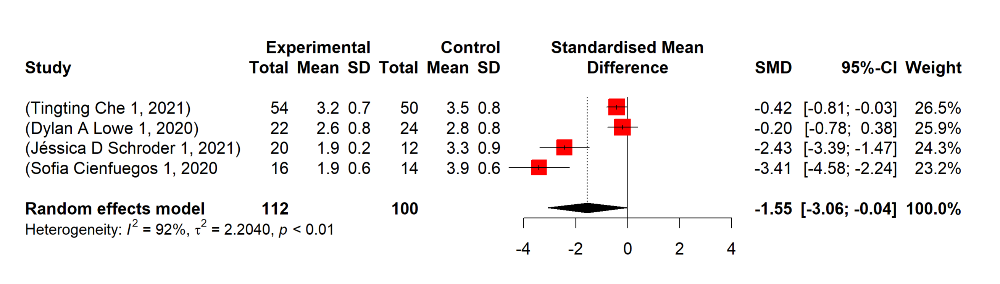 Experimental Control Standardised Mean
Study Total Mean SD Total Mean SD Difference SMD 95%-CI Weight
(Tingting Che 1, 2021) 54 3.2 0.7 50 3.5 0.8 -0.42 [-0.81; -0.03] 26.5%
(Dylan A Lowe 1, 2020) 22 2.6 0.8 24 2.8 0.8 -0.20 [-0.78; 0.38] 25.9%
(Jéssica D Schroder 1, 2021) 20 1.9 0.2 12 3.3 0.9 -2.43 [-3.39; -1.47] 24.3%
(Sofia Cienfuegos 1, 2020 16 1.9 0.6 14 3.9 0.6 -3.41 [-4.58; -2.24] 23.2%
Random effects model 112 100 -1.55 [-3.06; -0.04] 100.0%
Heterogeneity: I² = 92%, τ² = 2.2040, p < 0.01
-4 -2 0 2 4